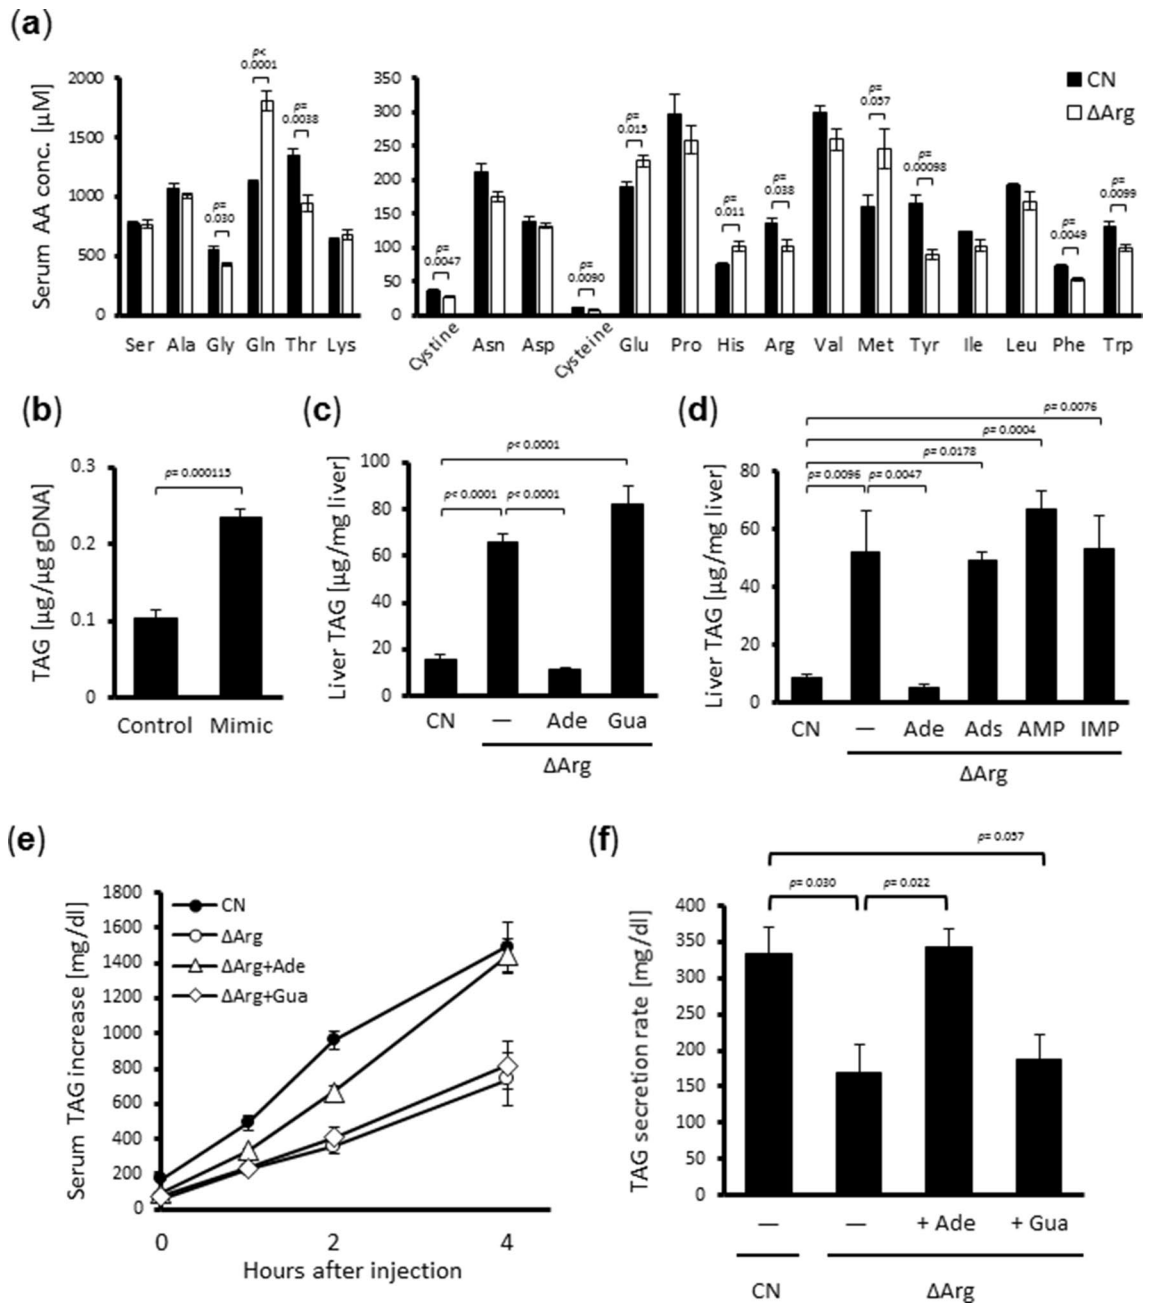 (a)
Serum AA conc. [µM]
2000
1500
1000
500
0
p=
0.030
p<
0.0001
p=
0.0038
Ser Ala Gly Gln Thr Lys
350
300
250
200
150
100
50
0
p=
0.0047
p=
0.0090
p=
0.015
p=
0.011
p=
0.038
p=
0.057
p=
0.00098
p=
0.0049
p=
0.0099
CN
ΔArg
Cystine Asn Asp Cysteine Glu Pro His Arg Val Met Tyr Ile Leu Phe Trp
(b)
TAG [µg/µg gDNA]
0.3
0.2
0.1
0
p= 0.000115
Control Mimic
(c)
Liver TAG [µg/mg liver]
100
80
60
40
20
0
p< 0.0001
p< 0.0001 p< 0.0001
CN — Ade Gua
ΔArg
(d)
Liver TAG [µg/mg liver]
80
60
40
20
0
p= 0.0076
p= 0.0004
p= 0.0178
p= 0.0096 p= 0.0047
CN — Ade Ads AMP IMP
ΔArg
(e)
Serum TAG increase [mg/dl]
1800
1600
1400
1200
1000
800
600
400
200
0
CN
ΔArg
ΔArg+Ade
ΔArg+Gua
0 2 4
Hours after injection
(f)
TAG secretion rate [mg/dl]
400
350
300
250
200
150
100
50
0
p= 0.057
p= 0.030 p= 0.022
— — + Ade + Gua
CN ΔArg